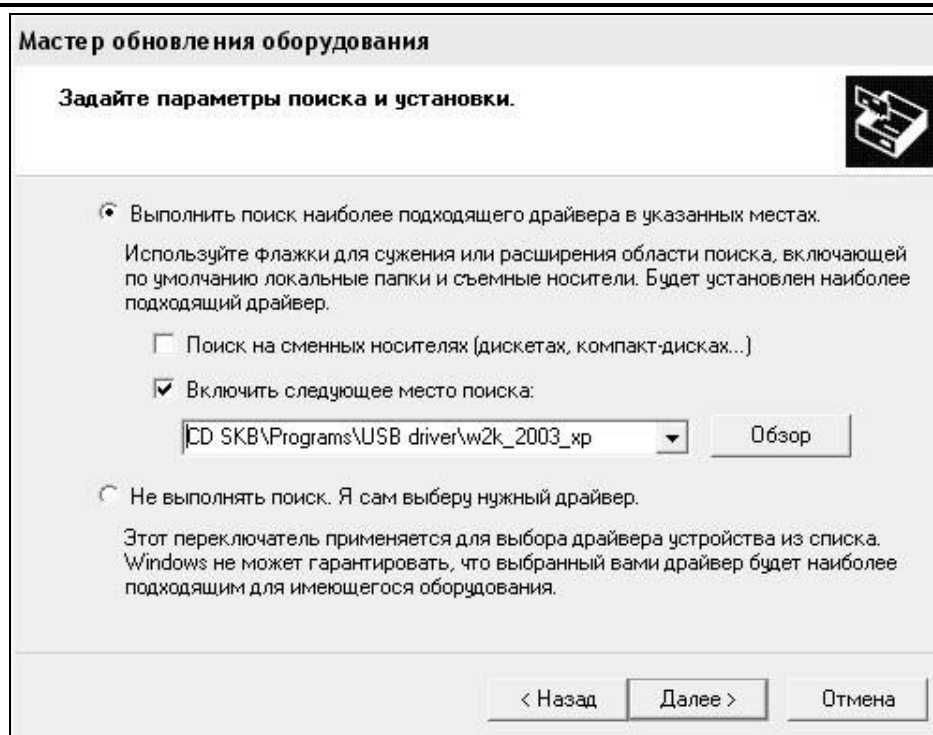 Мастер обновления оборудования
Задайте параметры поиска и установки.
Выполнить поиск наиболее подходящего драйвера в указанных местах.
Используйте флажки для сужения или расширения области поиска, включающей
по умолчанию локальные папки и съемные носители. Будет установлен наиболее
подходящий драйвер.
Поиск на сменных носителях (дискетах, компакт-дисках...)
Включить следующее место поиска:
CD SKB\Programs\USB driver\w2k_2003_xp
Обзор
Не выполнять поиск. Я сам выберу нужный драйвер.
Этот переключатель применяется для выбора драйвера устройства из списка.
Windows не может гарантировать, что выбранный вами драйвер будет наиболее
подходящим для имеющегося оборудования.
< Назад Далее > Отмена